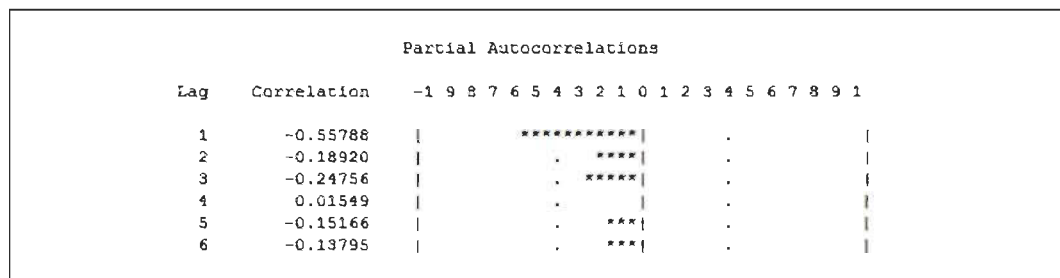 Partial Autocorrelations
Lag Correlation -1 9 8 7 6 5 4 3 2 1 0 1 2 3 4 5 6 7 8 9 1
1 -0.55788 | ***********| . |
2 -0.18920 | . ****| . |
3 -0.24756 | . *****| . |
4 0.01549 | . | . |
5 -0.15166 | . ***| . |
6 -0.13795 | . ***| . |